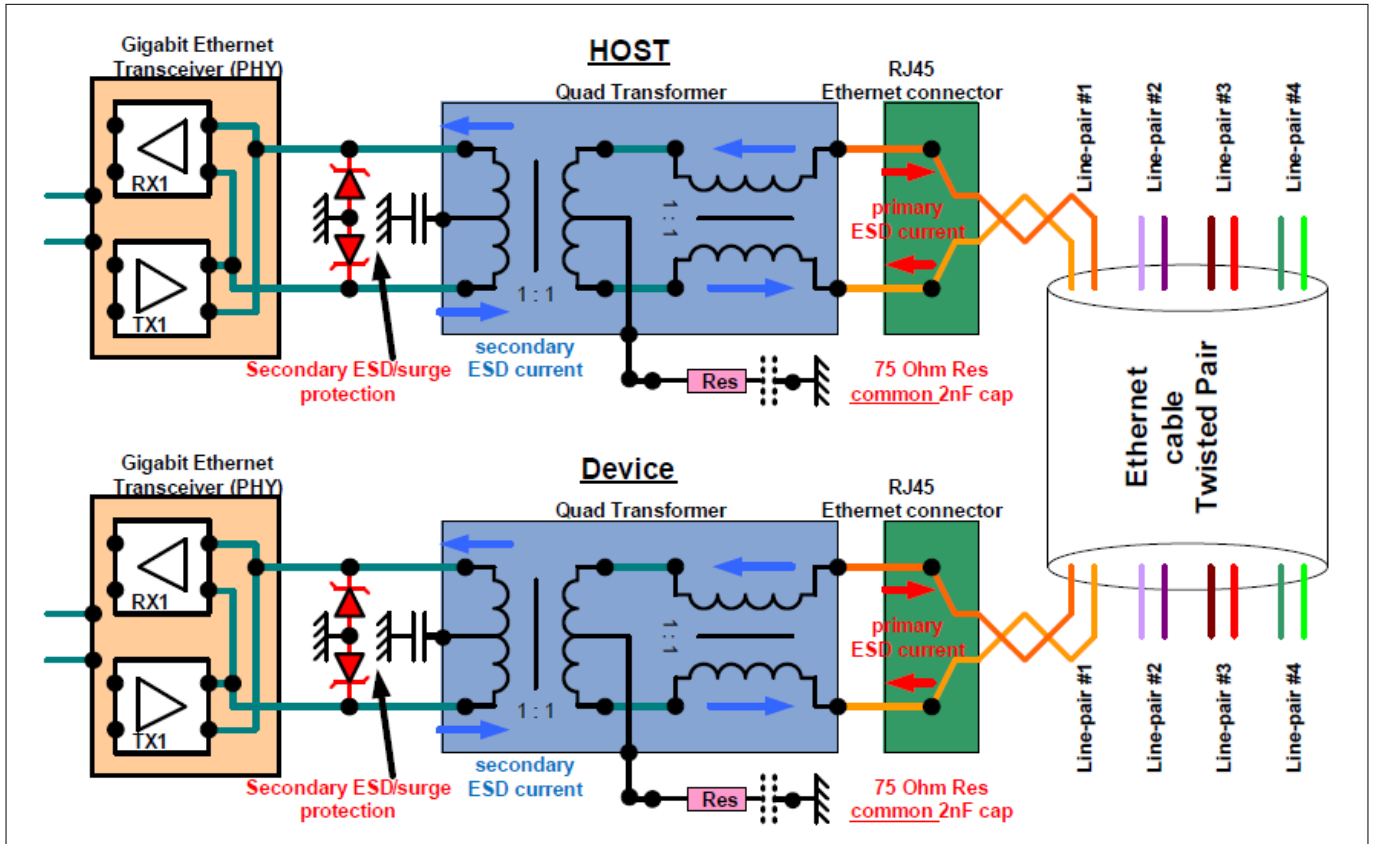 HOST
Gigabit Ethernet
Transceiver (PHY)
Quad Transformer
RJ45
Ethernet connector
RX1
TX1
1 : 1
1 : 1
primary
ESD current
Secondary ESD/surge
protection
secondary
ESD current
Res
75 Ohm Res
common 2nF cap
Line-pair #1
Line-pair #2
Line-pair #3
Line-pair #4
Ethernet
cable
Twisted Pair
Device
Gigabit Ethernet
Transceiver (PHY)
Quad Transformer
RJ45
Ethernet connector
RX1
TX1
1 : 1
1 : 1
primary
ESD current
Secondary ESD/surge
protection
secondary
ESD current
Res
75 Ohm Res
common 2nF cap
Line-pair #1
Line-pair #2
Line-pair #3
Line-pair #4